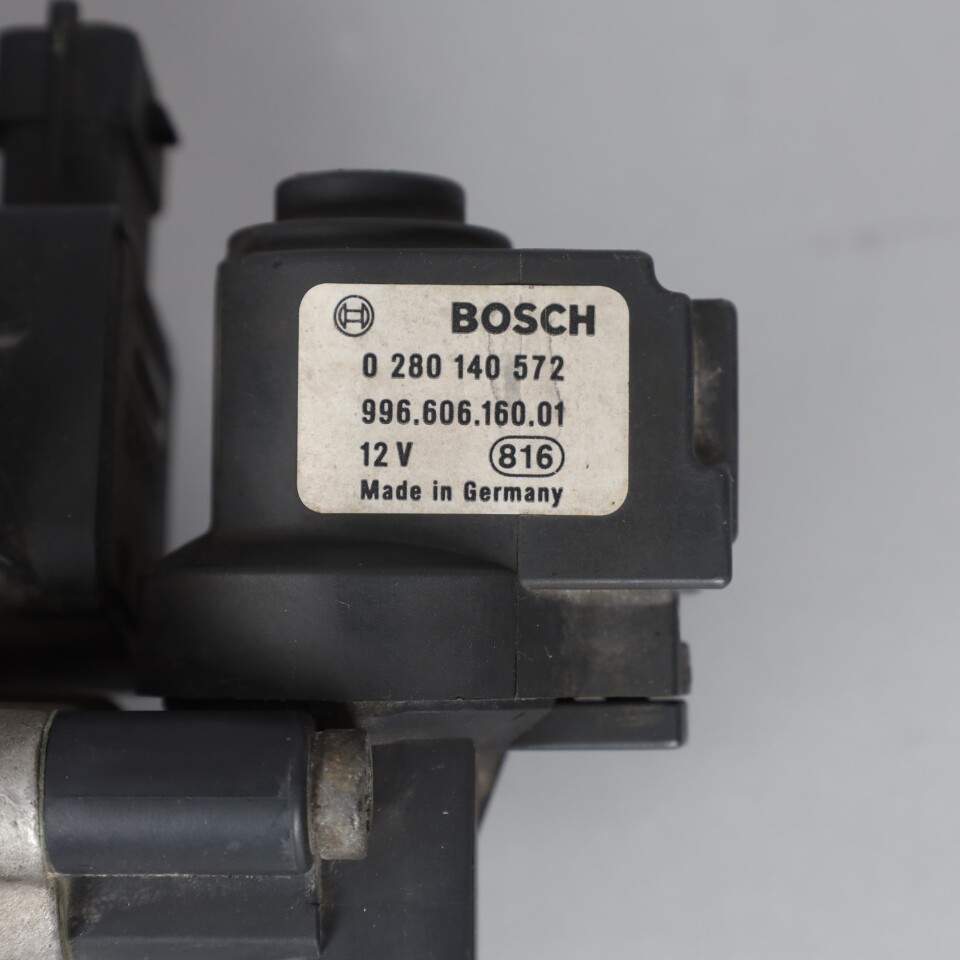 BOSCH
0 280 140 572
996.606.160.01
12 V 816
Made in Germany